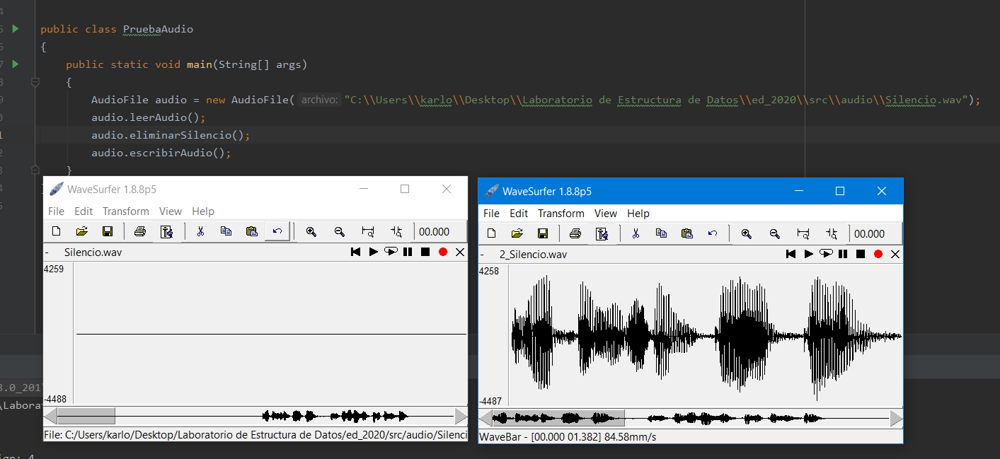 public class PruebaAudio
{
public static void main(String[] args)
{
AudioFile audio = new AudioFile( archivo: "C:\\Users\\karlo\\Desktop\\Laboratorio de Estructura de Datos\\ed_2020\\src\\audio\\Silencio.wav");
audio.leerAudio();
audio.eliminarSilencio();
audio.escribirAudio();
}
WaveSurfer 1.8.8p5
File Edit Transform View Help
00.000
- Silencio.wav
4259
-4488
File: C:/Users/karlo/Desktop/Laboratorio de Estructura de Datos/ed_2020/src/audio/Silenci
WaveSurfer 1.8.8p5
File Edit Transform View Help
00.000
- 2_Silencio.wav
4258
-4487
WaveBar - [00.000 01.382] 84.58mm/s
\Labora